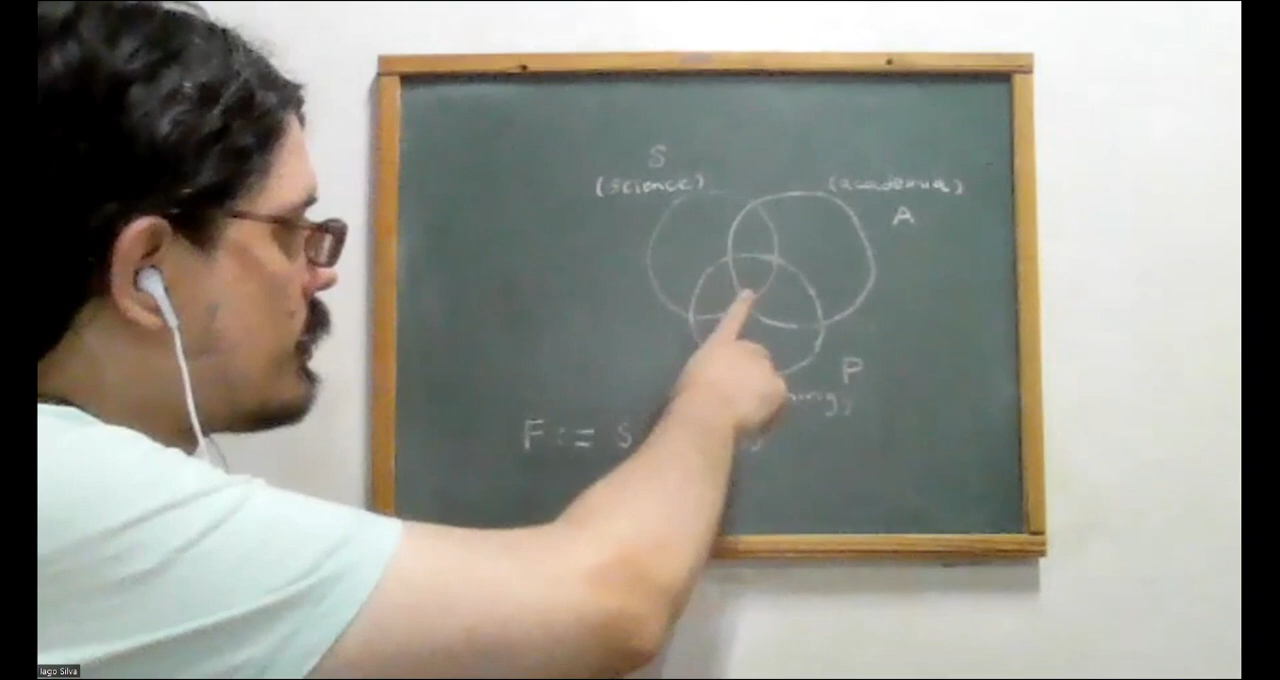 S
(science)
(academia)
A
P
F := S
Iago Silva